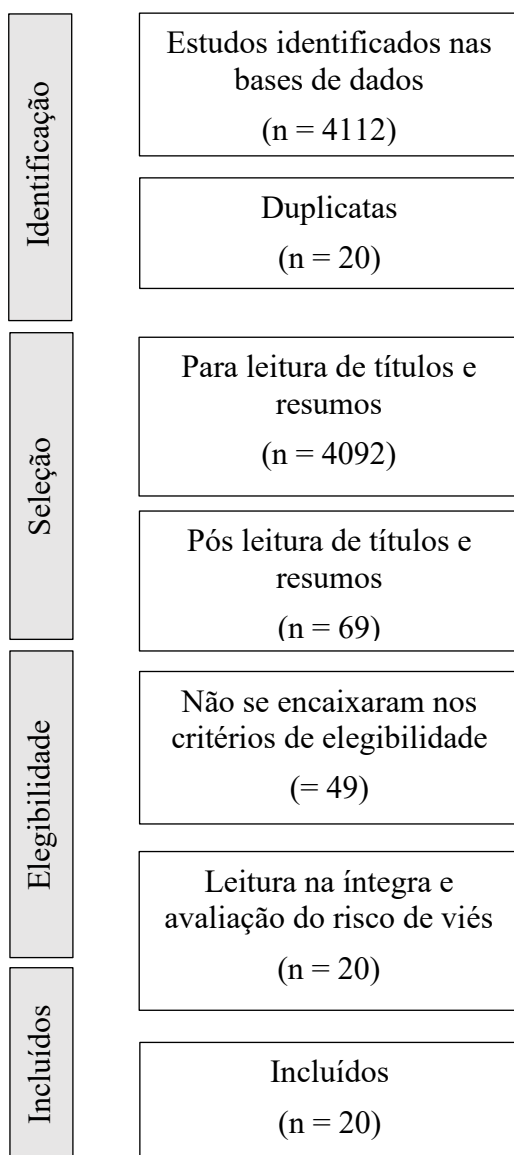 Identificação
Estudos identificados nas
bases de dados
(n = 4112)
Duplicatas
(n = 20)
Seleção
Para leitura de títulos e
resumos
(n = 4092)
Pós leitura de títulos e
resumos
(n = 69)
Elegibilidade
Não se encaixaram nos
critérios de elegibilidade
(= 49)
Leitura na íntegra e
avaliação do risco de viés
(n = 20)
Incluídos
Incluídos
(n = 20)